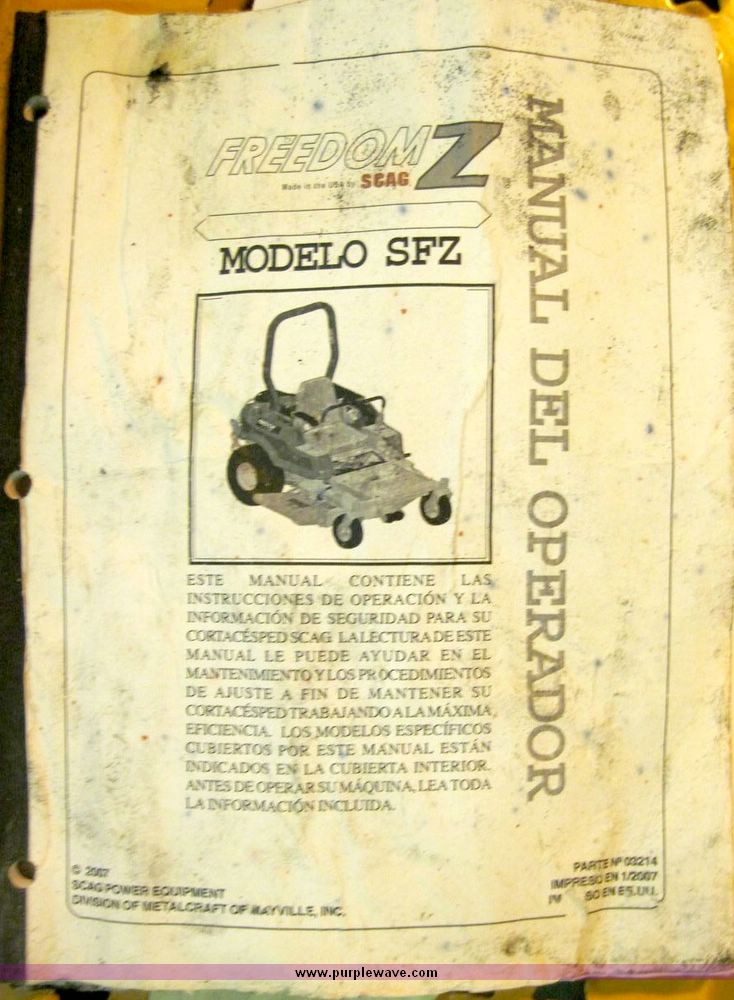 FREEDOM Z
Made in the USA by SCAG
MODELO SFZ
MANUAL DEL OPERADOR
ESTE MANUAL CONTIENE LAS
INSTRUCCIONES DE OPERACIÓN Y LA
INFORMACIÓN DE SEGURIDAD PARA SU
CORTACÉSPED SCAG. LA LECTURA DE ESTE
MANUAL LE PUEDE AYUDAR EN EL
MANTENIMIENTO Y LOS PROCEDIMIENTOS
DE AJUSTE A FIN DE MANTENER SU
CORTACÉSPED TRABAJANDO A LA MÁXIMA
EFICIENCIA. LOS MODELOS ESPECÍFICOS
CUBIERTOS POR ESTE MANUAL ESTÁN
INDICADOS EN LA CUBIERTA INTERIOR.
ANTES DE OPERAR SU MÁQUINA, LEA TODA
LA INFORMACIÓN INCLUIDA.
© 2007
SCAG POWER EQUIPMENT
DIVISION OF METALCRAFT OF MAYVILLE, INC.
PARTE Nº 03214
IMPRESO EN 1/2007
EN ES.UU.
www.purplewave.com